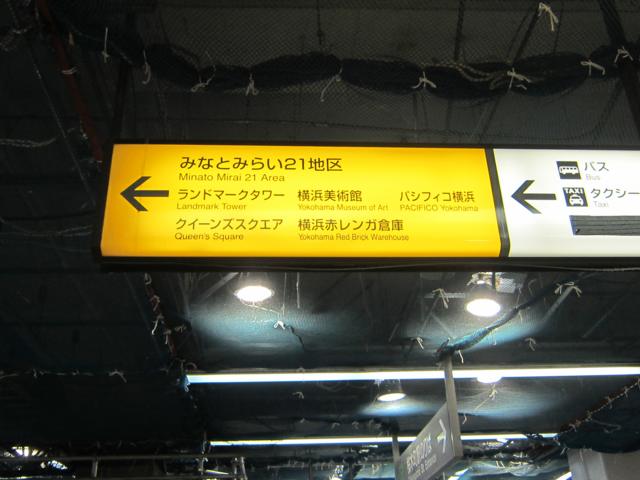 みなとみらい21地区
Minato Mirai 21 Area
ランドマークタワー 横浜美術館 パシフィコ横浜
Landmark Tower Yokohama Museum of Art PACIFICO Yokohama
クイーンズスクエア 横浜赤レンガ倉庫
Queen's Square Yokohama Red Brick Warehouse
バス
Bus
TAXI タクシー
Taxi